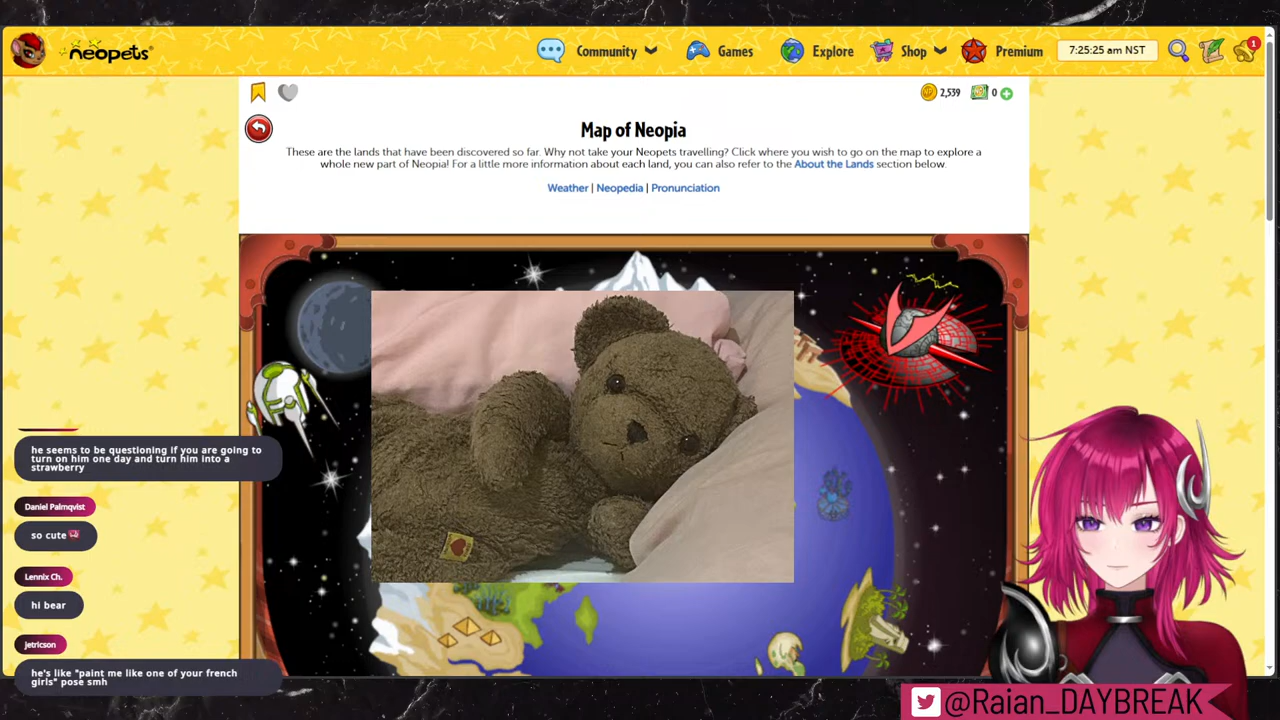 neopets
Community
Games
Explore
Shop
Premium
7:25:25 am NST
1
2,539
0
Map of Neopia
These are the lands that have been discovered so far. Why not take your Neopets travelling? Click where you wish to go on the map to explore a
whole new part of Neopia! For a little more information about each land, you can also refer to the About the Lands section below.
Weather | Neopedia | Pronunciation
he seems to be questioning if you are going to
turn on him one day and turn him into a
strawberry
Daniel Palmqvist
so cute
Lennix Ch.
hi bear
Jetricson
he's like "paint me like one of your french
girls" pose smh
@Raian_DAYBREAK